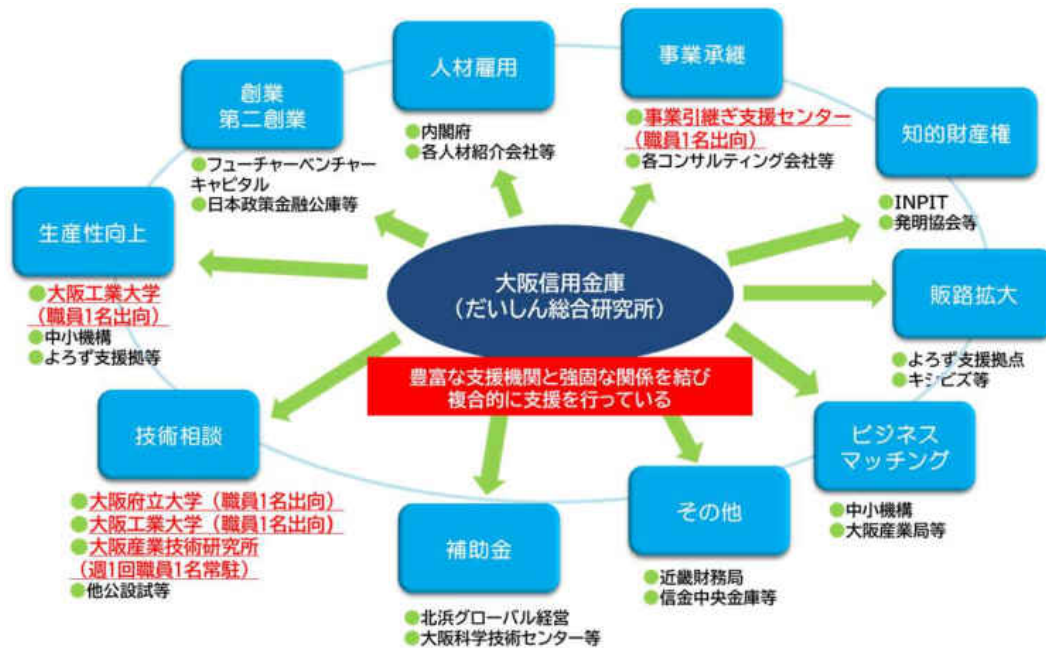 人材雇用
●内閣府
●各人材紹介会社等
事業承継
●事業引継ぎ支援センター
(職員1名出向)
●各コンサルティング会社等
創業
第二創業
●フューチャーベンチャー
キャピタル
●日本政策金融公庫等
知的財産権
●INPIT
●発明協会等
生産性向上
●大阪工業大学
(職員1名出向)
●中小機構
●よろず支援拠等
大阪信用金庫
(だいしん総合研究所)
豊富な支援機関と強固な関係を結び
複合的に支援を行っている
販路拡大
●よろず支援拠点
●キシビズ等
技術相談
●大阪府立大学(職員1名出向)
●大阪工業大学(職員1名出向)
●大阪産業技術研究所
(週1回職員1名常駐)
●他公設試等
補助金
●北浜グローバル経営
●大阪科学技術センター等
その他
●近畿財務局
●信金中央金庫等
ビジネス
マッチング
●中小機構
●大阪産業局等